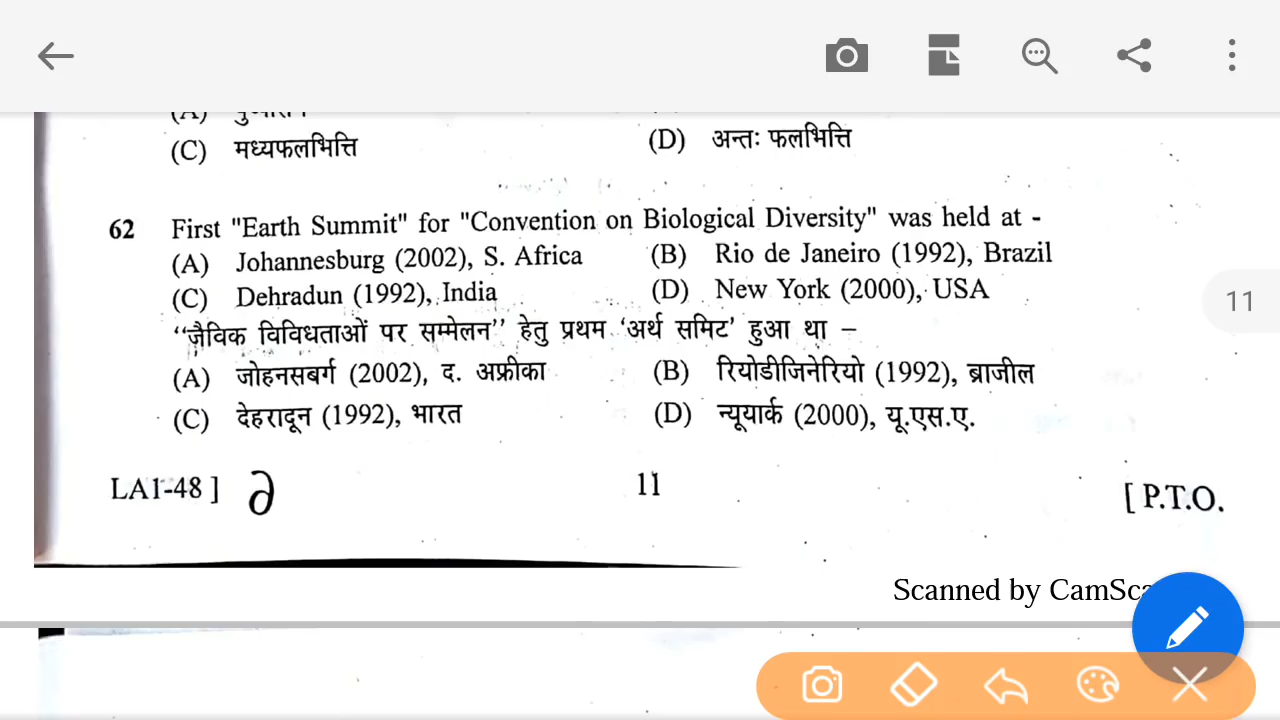 (C) मध्यफलभित्ति (D) अन्तः फलभित्ति
62 First "Earth Summit" for "Convention on Biological Diversity" was held at -
(A) Johannesburg (2002), S. Africa (B) Rio de Janeiro (1992), Brazil
(C) Dehradun (1992), India (D) New York (2000), USA
11
“जैविक विविधताओं पर सम्मेलन” हेतु प्रथम ‘अर्थ समिट’ हुआ था –
(A) जोहनसबर्ग (2002), द. अफ्रीका (B) रियोडीजिनेरियो (1992), ब्राजील
(C) देहरादून (1992), भारत (D) न्यूयार्क (2000), यू.एस.ए.
LA1-48 ] 11 [ P.T.O.
Scanned by